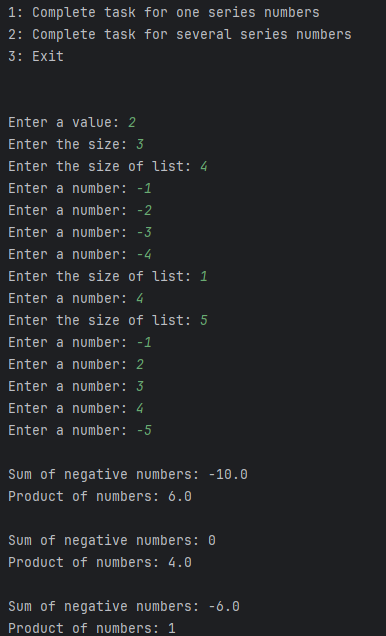 1: Complete task for one series numbers
2: Complete task for several series numbers
3: Exit
Enter a value: 2
Enter the size: 3
Enter the size of list: 4
Enter a number: -1
Enter a number: -2
Enter a number: -3
Enter a number: -4
Enter the size of list: 1
Enter a number: 4
Enter the size of list: 5
Enter a number: -1
Enter a number: 2
Enter a number: 3
Enter a number: 4
Enter a number: -5
Sum of negative numbers: -10.0
Product of numbers: 6.0
Sum of negative numbers: 0
Product of numbers: 4.0
Sum of negative numbers: -6.0
Product of numbers: 1